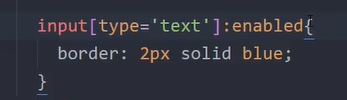 input[type='text']:enabled{
  border: 2px solid blue;
}